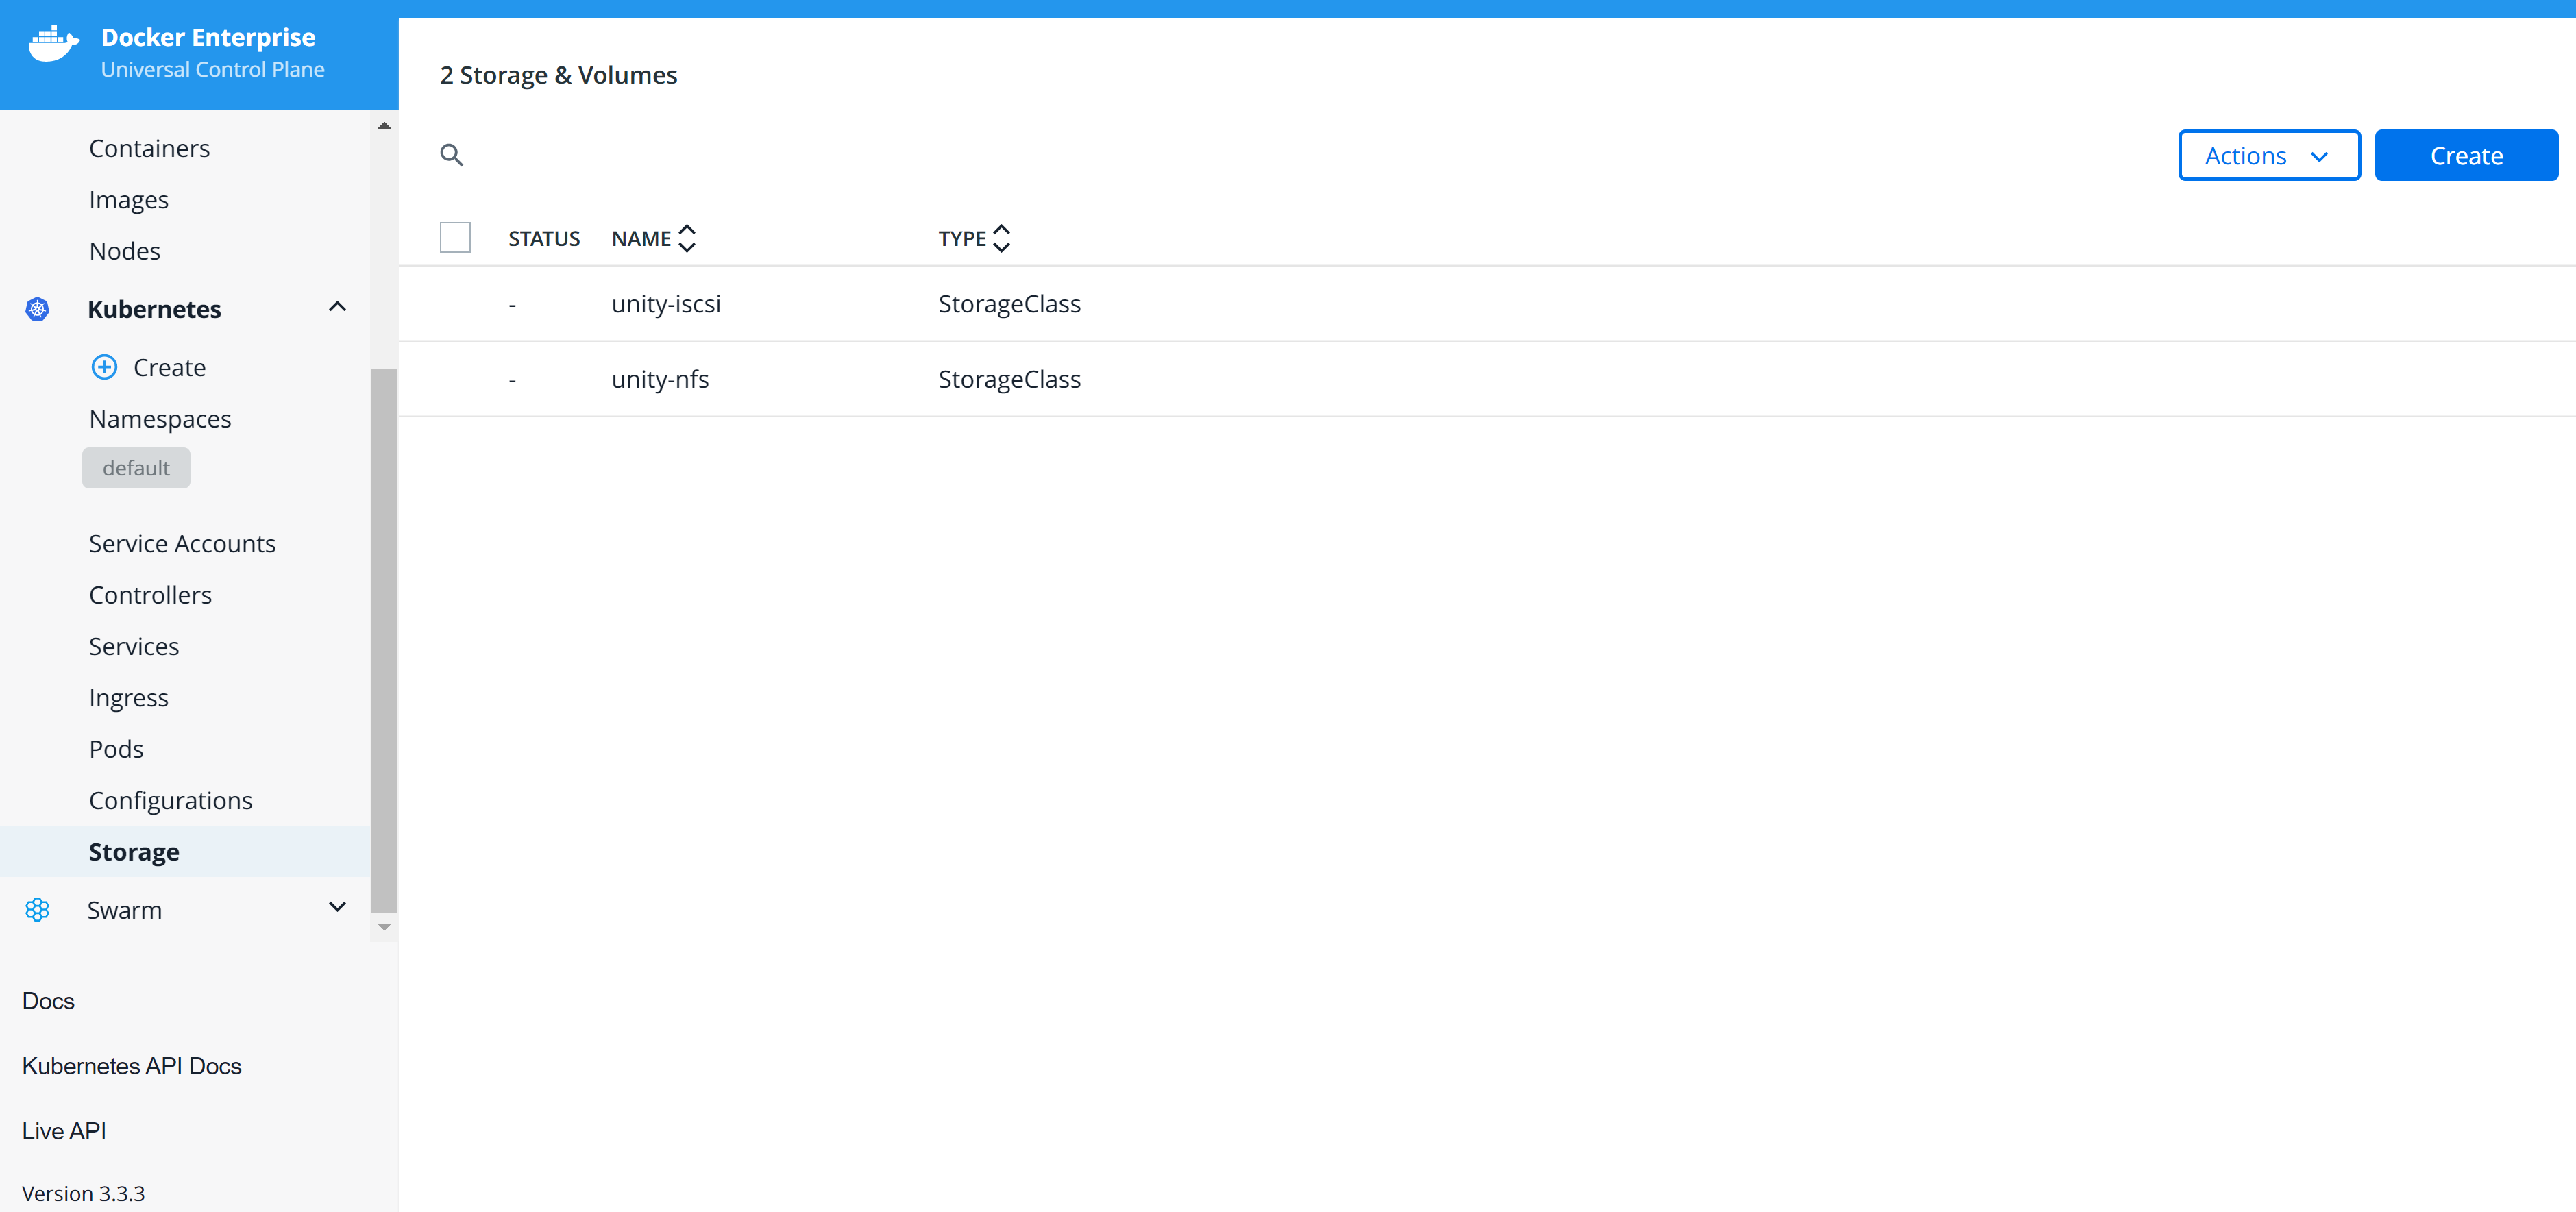 Docker Enterprise
Universal Control Plane
Containers
Images
Nodes
Kubernetes
Create
Namespaces
default
Service Accounts
Controllers
Services
Ingress
Pods
Configurations
Storage
Swarm
Docs
Kubernetes API Docs
Live API
Version 3.3.3
2 Storage & Volumes
Actions Create
STATUS NAME TYPE
- unity-iscsi StorageClass
- unity-nfs StorageClass